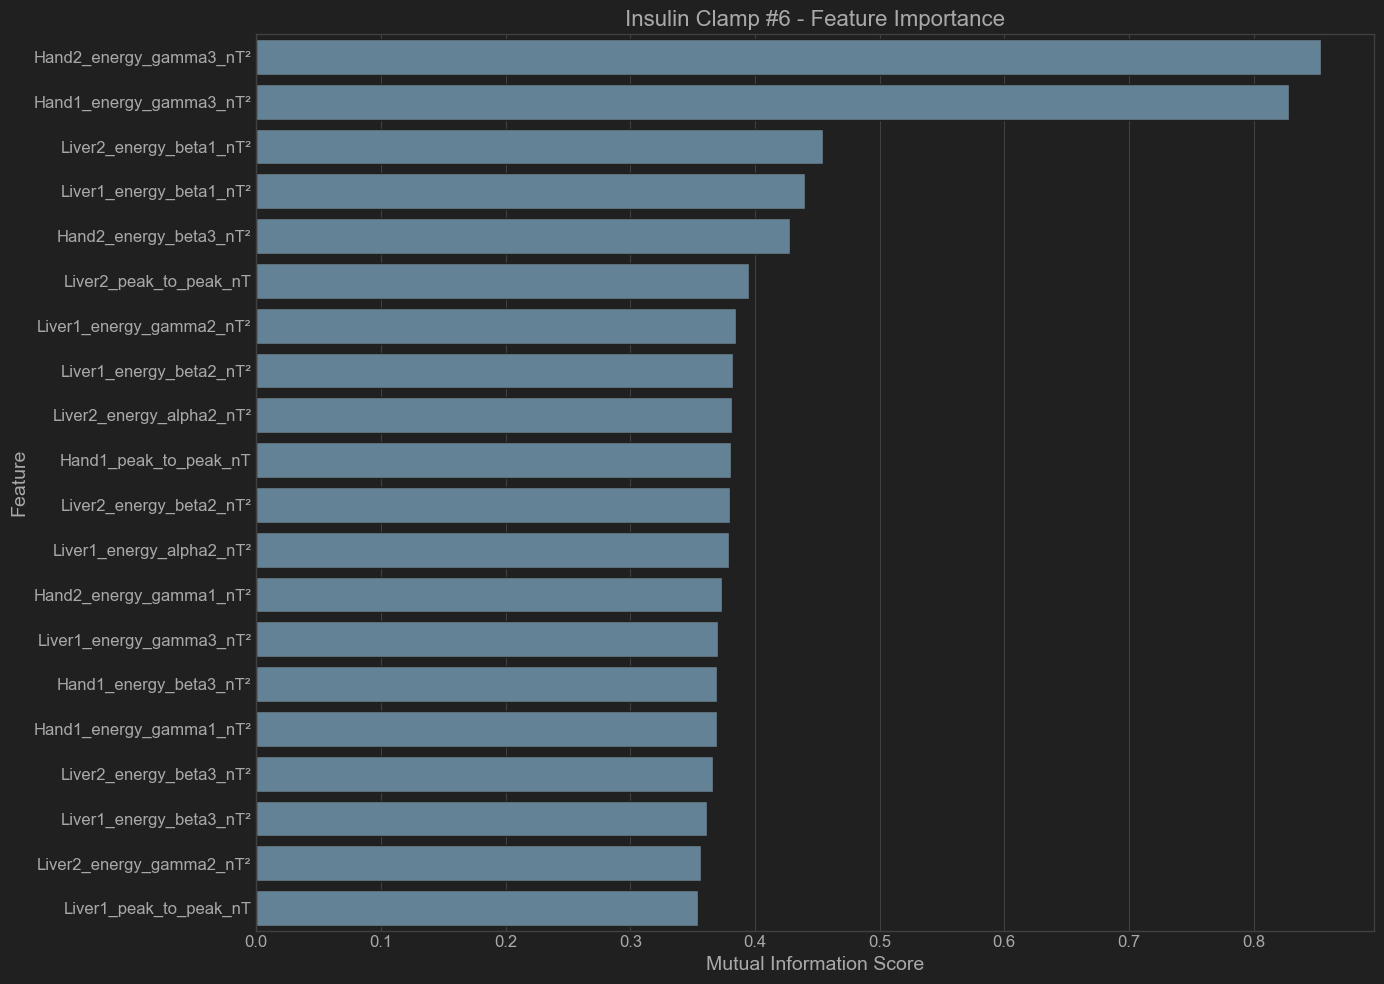 Insulin Clamp #6 - Feature Importance
Hand2_energy_gamma3_nT²
Hand1_energy_gamma3_nT²
Liver2_energy_beta1_nT²
Liver1_energy_beta1_nT²
Hand2_energy_beta3_nT²
Liver2_peak_to_peak_nT
Liver1_energy_gamma2_nT²
Liver1_energy_beta2_nT²
Liver2_energy_alpha2_nT²
Hand1_peak_to_peak_nT
Liver2_energy_beta2_nT²
Liver1_energy_alpha2_nT²
Hand2_energy_gamma1_nT²
Liver1_energy_gamma3_nT²
Hand1_energy_beta3_nT²
Hand1_energy_gamma1_nT²
Liver2_energy_beta3_nT²
Liver1_energy_beta3_nT²
Liver2_energy_gamma2_nT²
Liver1_peak_to_peak_nT
Feature
0.0 0.1 0.2 0.3 0.4 0.5 0.6 0.7 0.8
Mutual Information Score